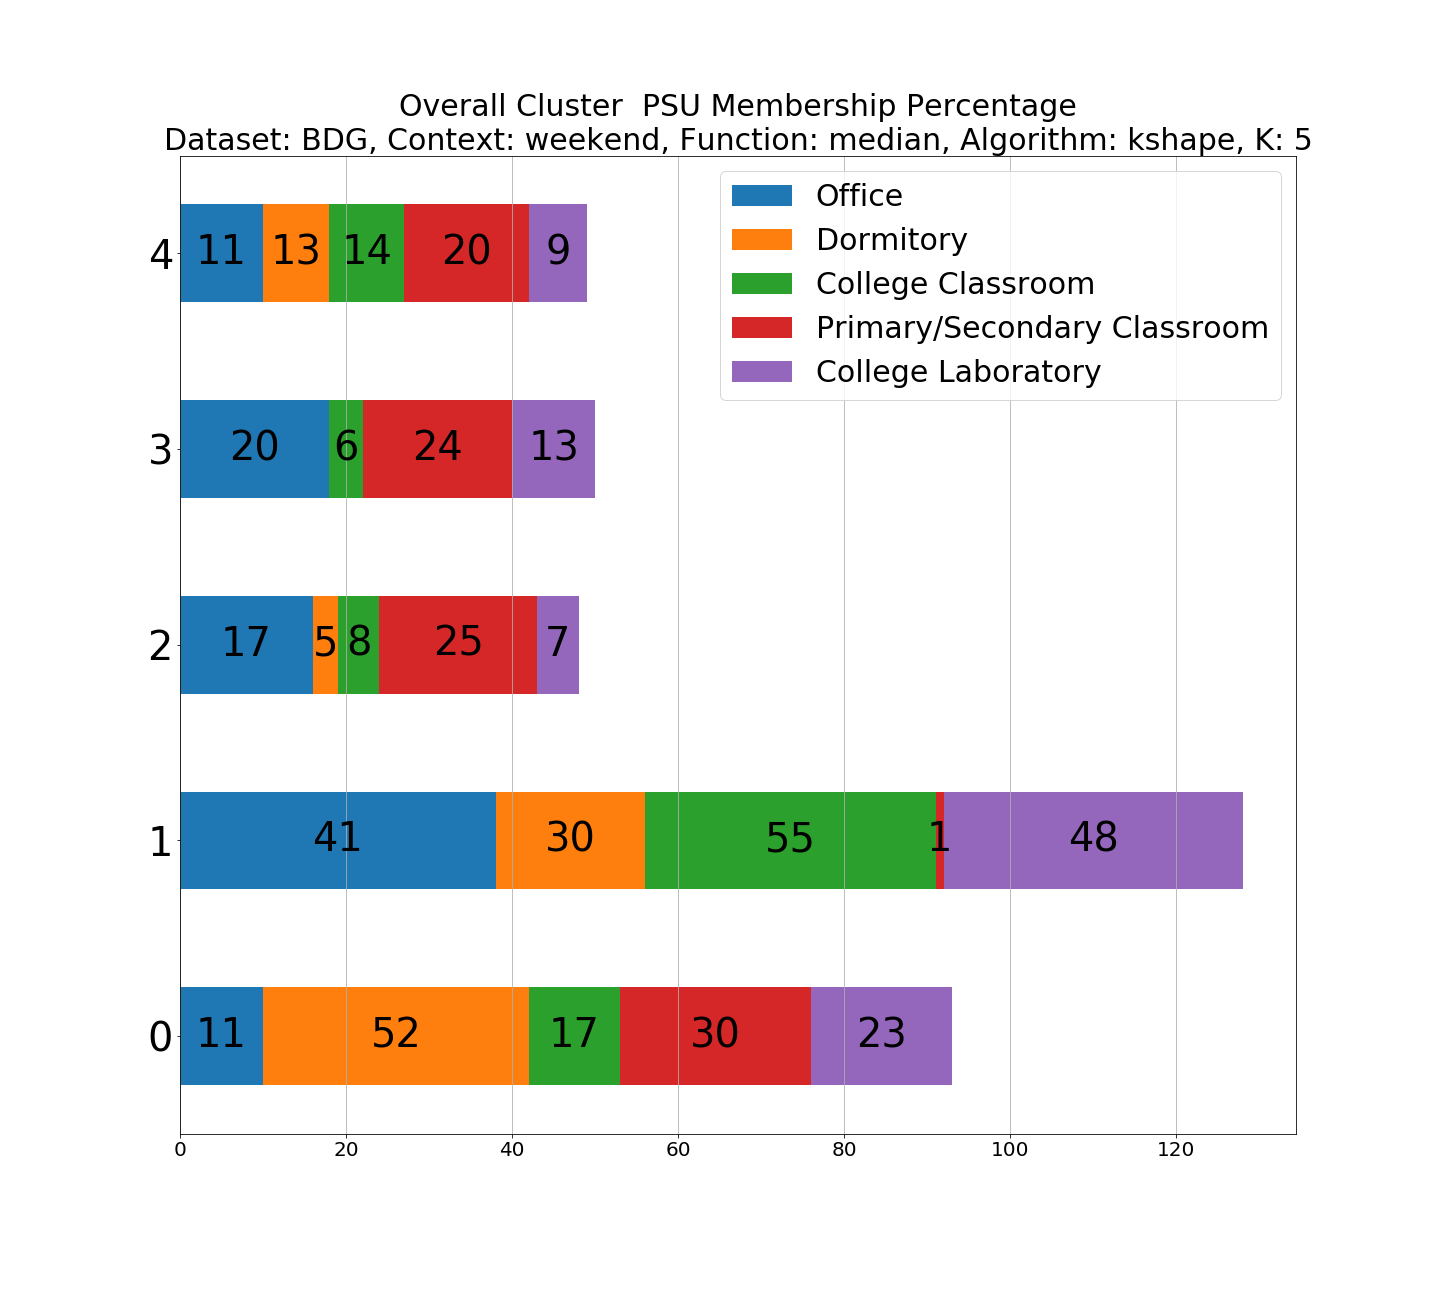 Overall Cluster  PSU Membership Percentage
Dataset: BDG, Context: weekend, Function: median, Algorithm: kshape, K: 5
Office
Dormitory
College Classroom
Primary/Secondary Classroom
College Laboratory
4 11 13 14 20 9
3 20 6 24 13
2 17 5 8 25 7
1 41 30 55 1 48
0 11 52 17 30 23
0 20 40 60 80 100 120